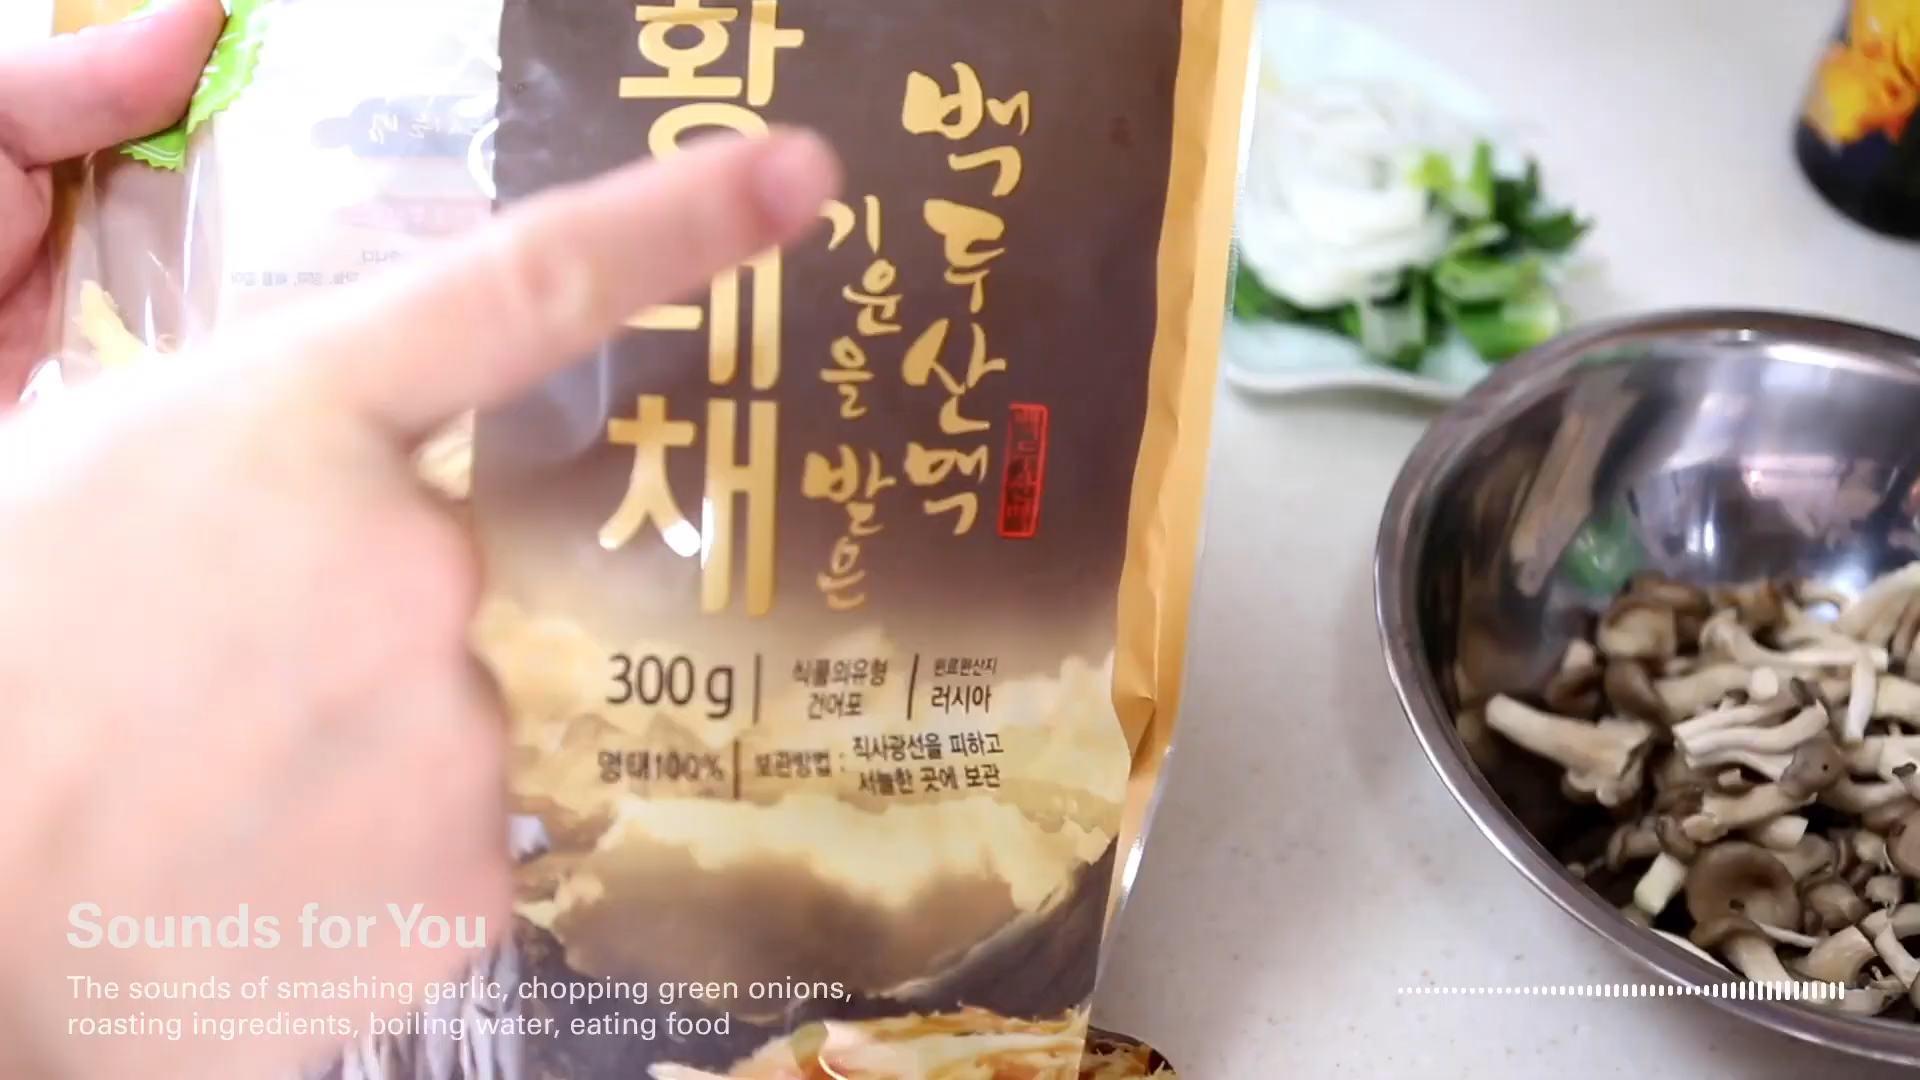 백두산맥
기운을 받은
황태채
300g
식품의유형
건어포
원료원산지
러시아
명태100%
보관방법 : 직사광선을 피하고
서늘한 곳에 보관
Sounds for You
The sounds of smashing garlic, chopping green onions,
roasting ingredients, boiling water, eating food